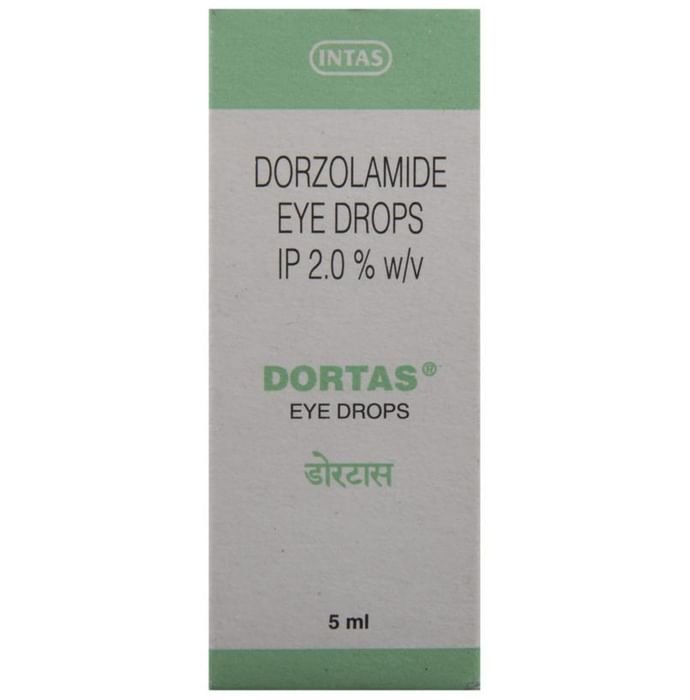 INTAS
DORZOLAMIDE
EYE DROPS
IP 2.0 % w/v
DORTAS®
EYE DROPS
डोरटास
5 ml